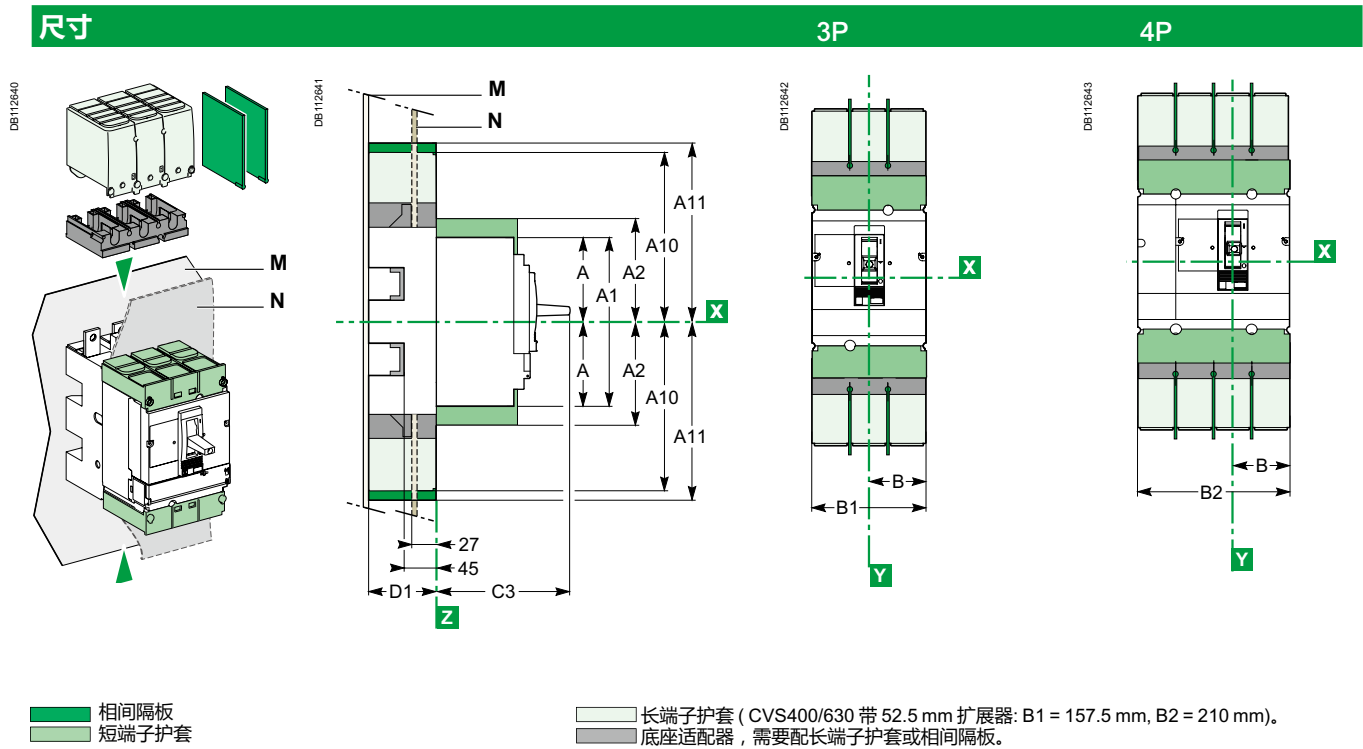 尺寸 3P 4P
DB112640
DB112641
DB112642
DB112643
M
N
M
N
A11
A10
A2
A
A1
X
A
A2
A10
A11
27
45
D1
C3
Z
X
B
B1
Y
X
B
B2
Y
相间隔板
短端子护套
长端子护套 ( CVS400/630 带 52.5 mm 扩展器: B1 = 157.5 mm, B2 = 210 mm)。
底座适配器，需要配长端子护套或相间隔板。